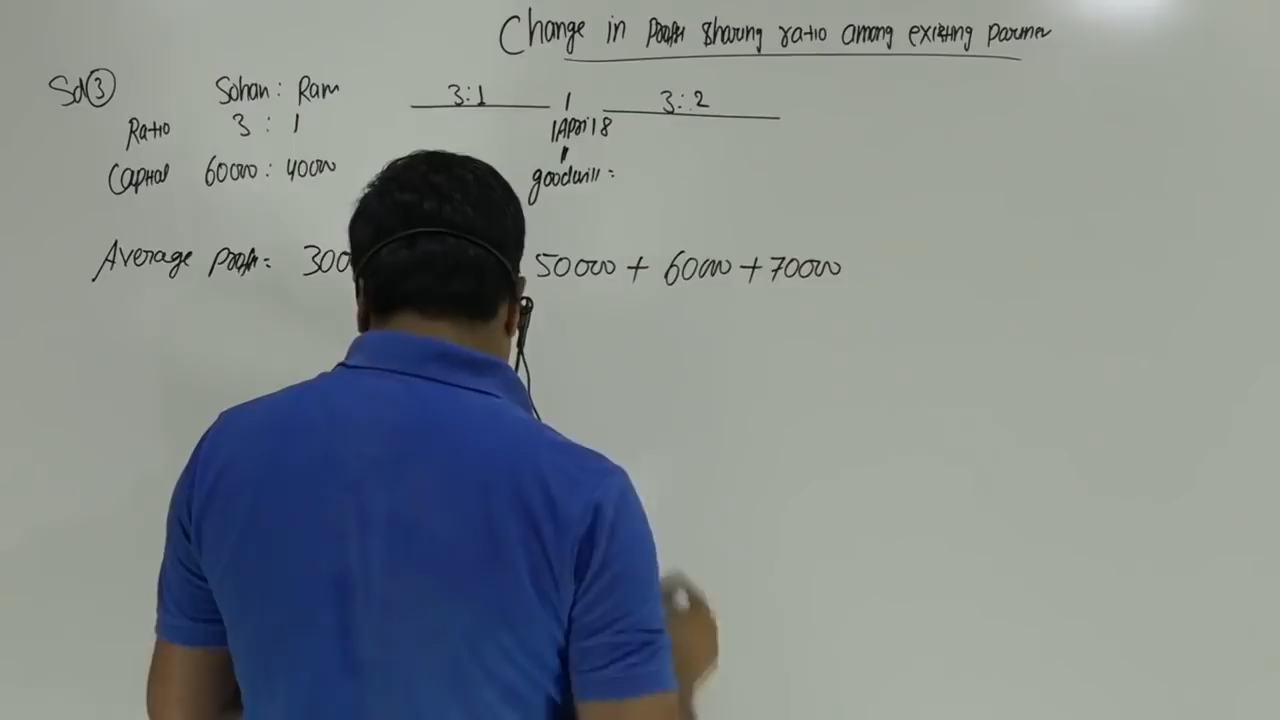 Change in Profit sharing ratio among existing partner
Sol 3 Sohan : Ram 3:1 3:2
Ratio 3 : 1 1 April 18
Capital 60000 : 40000 goodwill :
Average profit = 300 50000 + 60000 + 70000